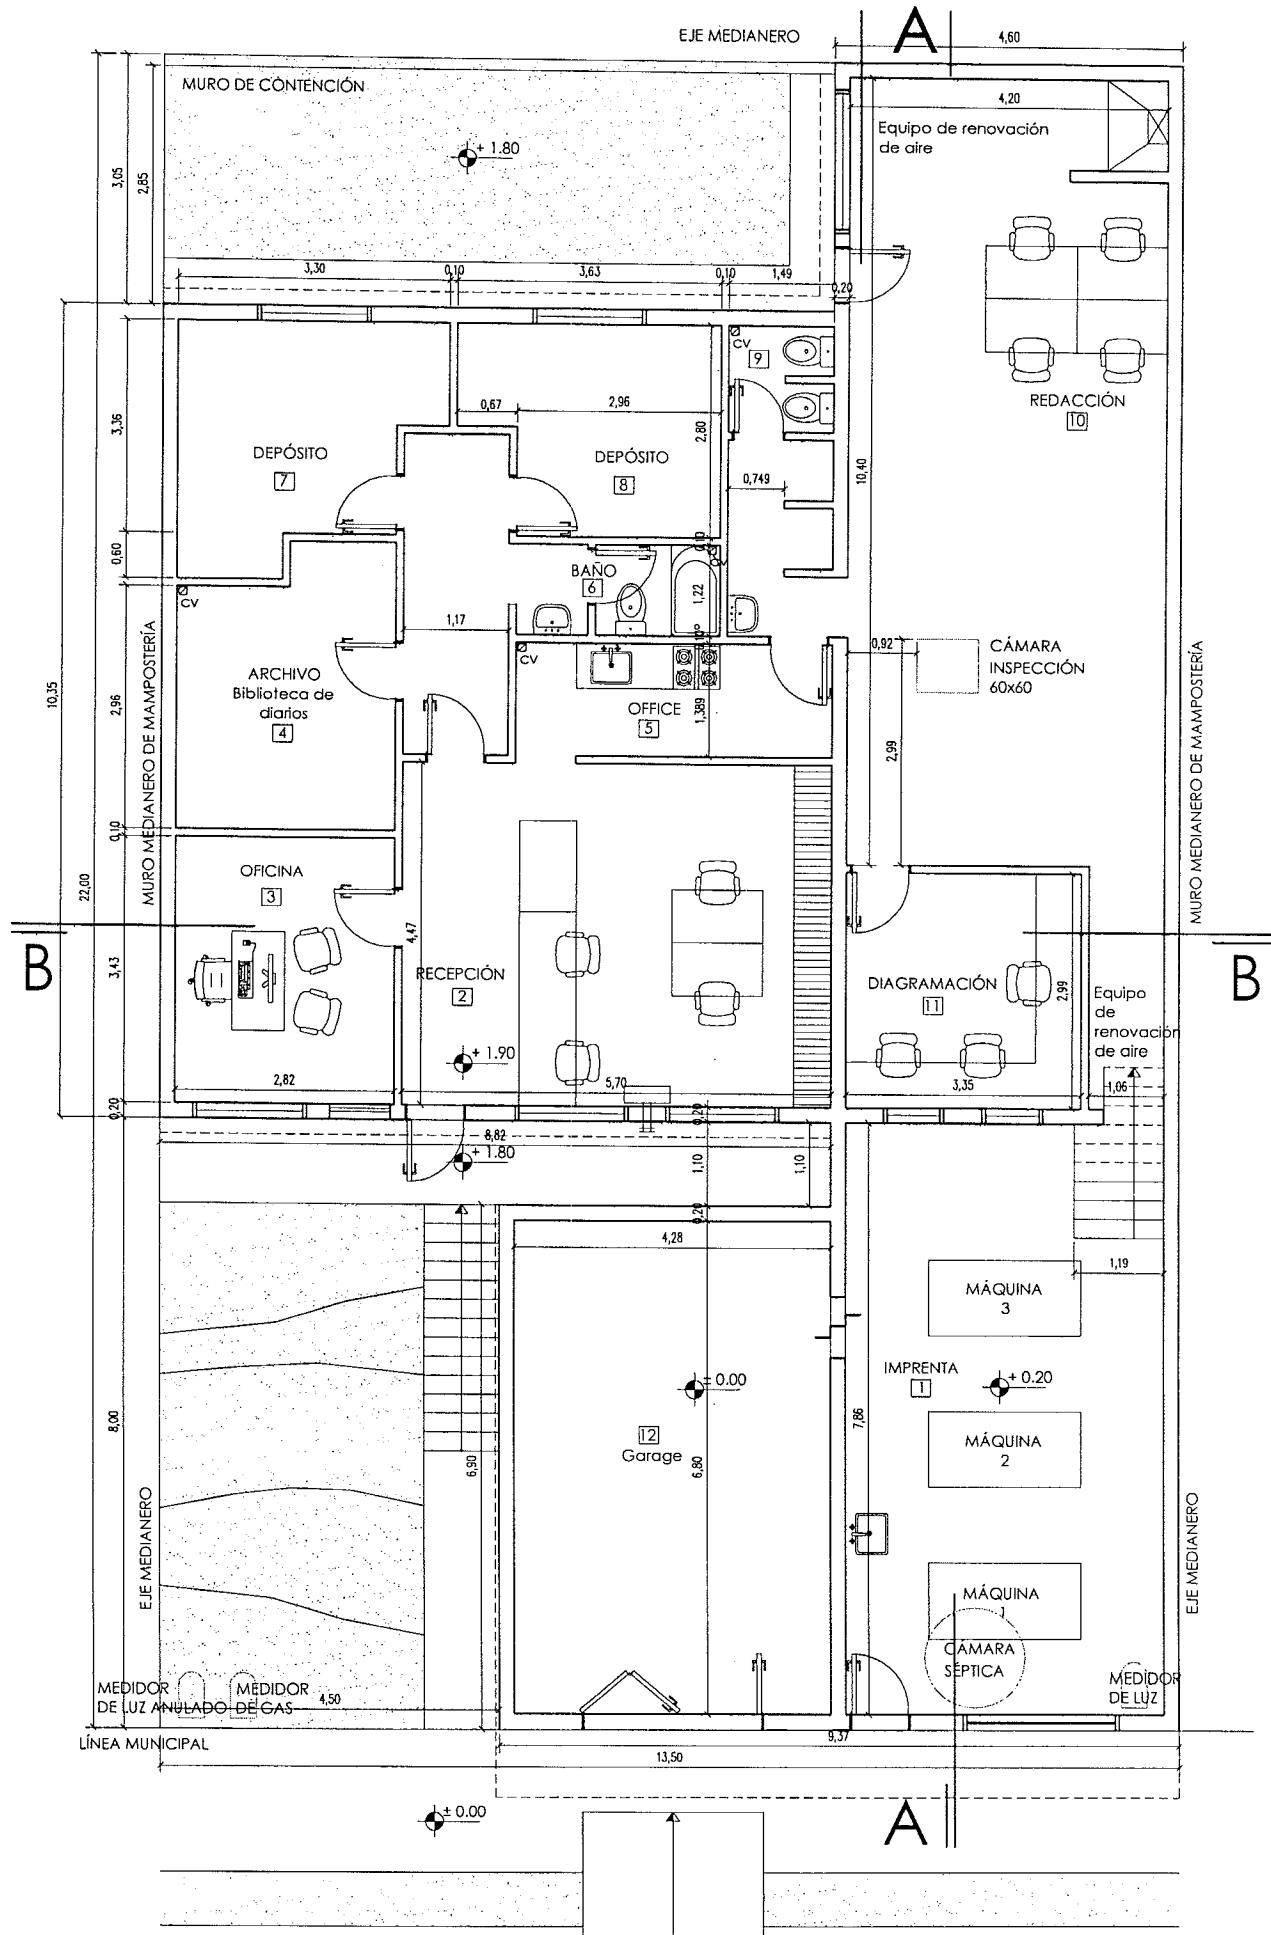 EJE MEDIANERO
A
4,60
MURO DE CONTENCIÓN
4,20
Equipo de renovación
de aire
+ 1.80
3,05
2,85
3,30
0,10
3,63
0,10
1,49
0,20
CV
9
REDACCIÓN
10
0,67
2,96
2,80
3,36
DEPÓSITO
7
DEPÓSITO
8
10,40
0,749
0,10
0,60
BAÑO
6
CV
1,22
CV
1,17
0,92
CÁMARA
INSPECCIÓN
60x60
MURO MEDIANERO DE MAMPOSTERÍA
ARCHIVO
Biblioteca de
diarios
4
CV
OFFICE
5
1,389
10,35
2,96
2,99
MURO MEDIANERO DE MAMPOSTERÍA
0,10
22,00
OFICINA
3
4,47
B
3,43
RECEPCIÓN
2
DIAGRAMACIÓN
11
2,99
B
Equipo
de
renovación
de aire
+ 1.90
2,82
5,70
3,35
1,06
0,20
0,20
8,82
+ 1.80
1,10
1,10
0,20
4,28
1,19
MÁQUINA
3
IMPRENTA
1
+ 0.20
± 0.00
8,00
7,86
12
Garage
6,90
6,80
MÁQUINA
2
EJE MEDIANERO
EJE MEDIANERO
MÁQUINA
1
CÁMARA
SÉPTICA
MEDIDOR
DE LUZ ANULADO
MEDIDOR
DE GAS
4,50
MEDIDOR
DE LUZ
LÍNEA MUNICIPAL
9,37
13,50
± 0.00
A